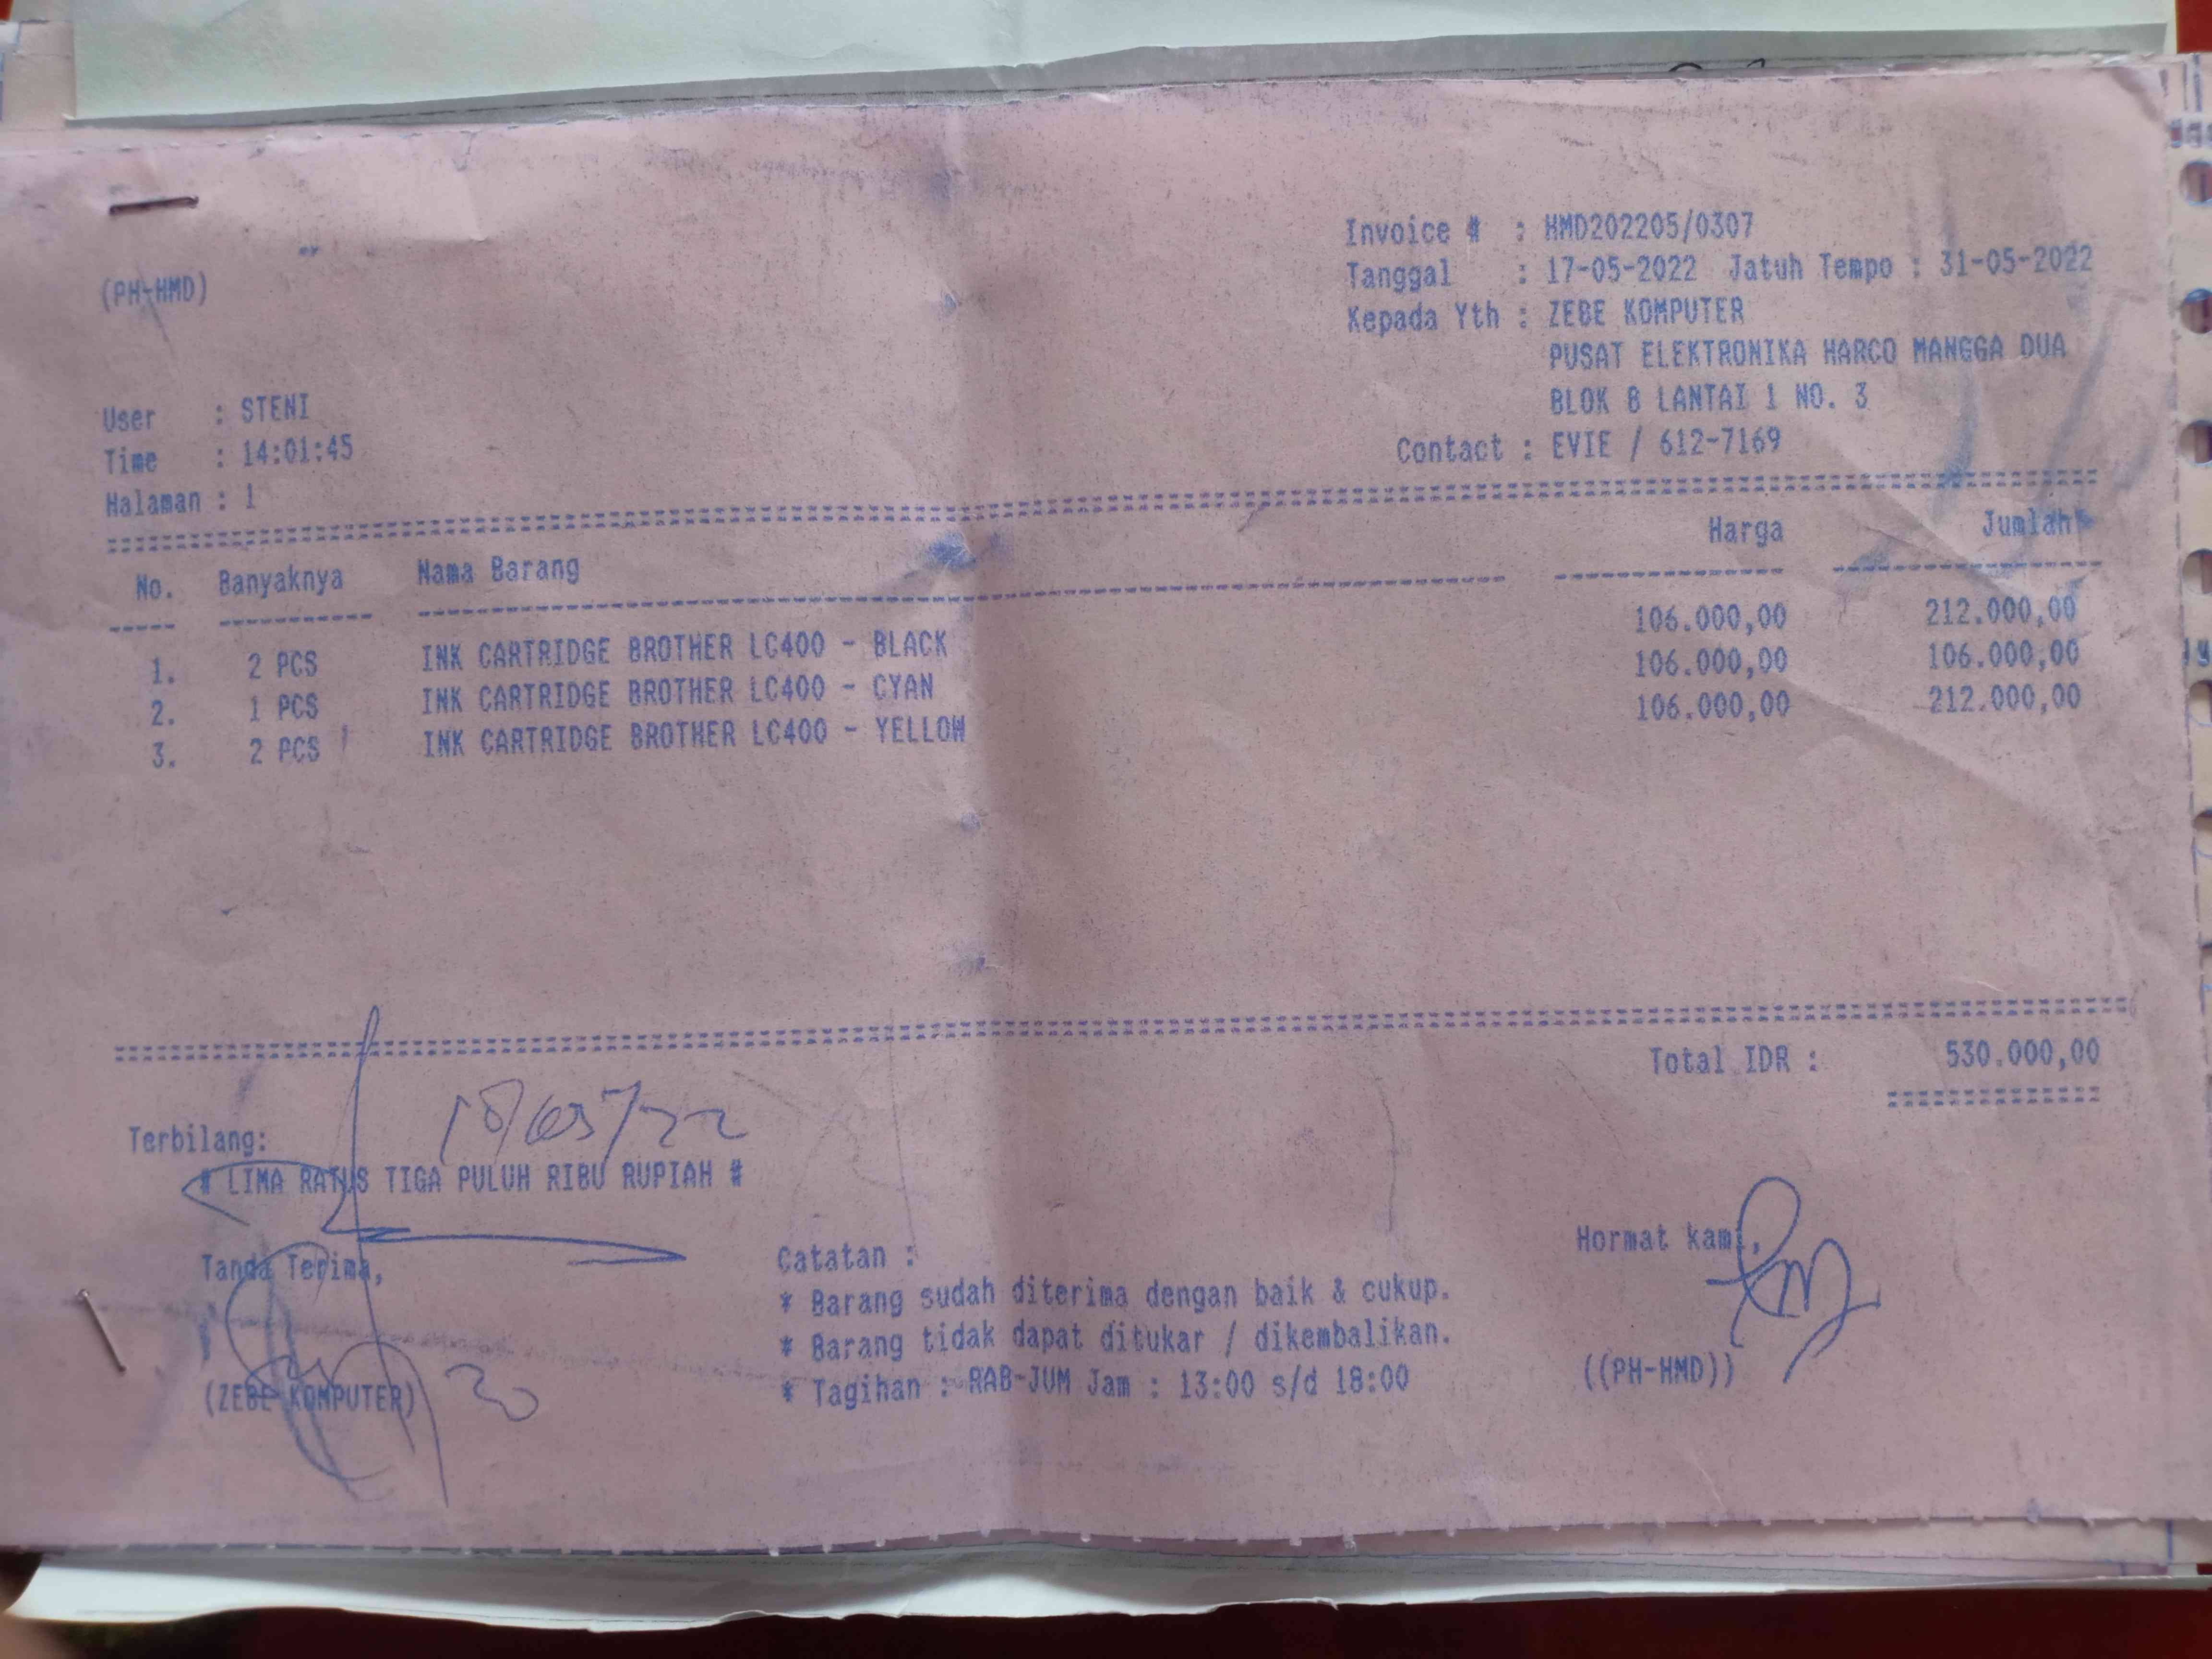 Invoice # : HMD202205/0307
(PH-HMD)
Tanggal : 17-05-2022 Jatuh Tempo : 31-05-2022
Kepada Yth : ZEBE KOMPUTER
PUSAT ELEKTRONIKA HARCO MANGGA DUA
BLOK B LANTAI 1 NO. 3
User : STENI
Contact : EVIE / 612-7169
Time : 14:01:45
Halaman : 1
No. Banyaknya Nama Barang Harga Jumlah
1. 2 PCS INK CARTRIDGE BROTHER LC400 - BLACK 106.000,00 212.000,00
2. 1 PCS INK CARTRIDGE BROTHER LC400 - CYAN 106.000,00 106.000,00
3. 2 PCS INK CARTRIDGE BROTHER LC400 - YELLOW 106.000,00 212.000,00
Total IDR : 530.000,00
18/05/22
Terbilang:
# LIMA RATUS TIGA PULUH RIBU RUPIAH #
Tanda Terima,
Catatan :
Hormat kami,
* Barang sudah diterima dengan baik & cukup.
* Barang tidak dapat ditukar / dikembalikan.
* Tagihan : RAB-JUM Jam : 13:00 s/d 18:00
(ZEBE KOMPUTER)
((PH-HMD))